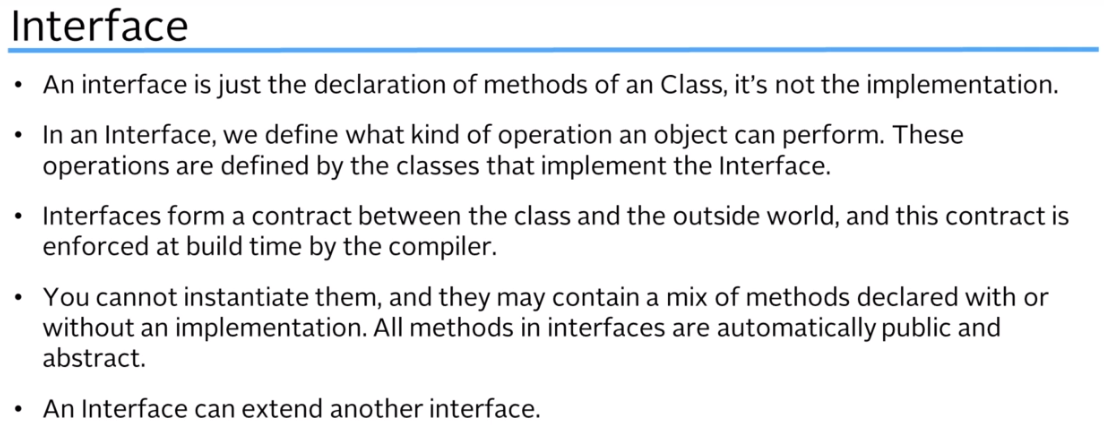 Interface
• An interface is just the declaration of methods of an Class, it's not the implementation.
• In an Interface, we define what kind of operation an object can perform. These
operations are defined by the classes that implement the Interface.
• Interfaces form a contract between the class and the outside world, and this contract is
enforced at build time by the compiler.
• You cannot instantiate them, and they may contain a mix of methods declared with or
without an implementation. All methods in interfaces are automatically public and
abstract.
• An Interface can extend another interface.